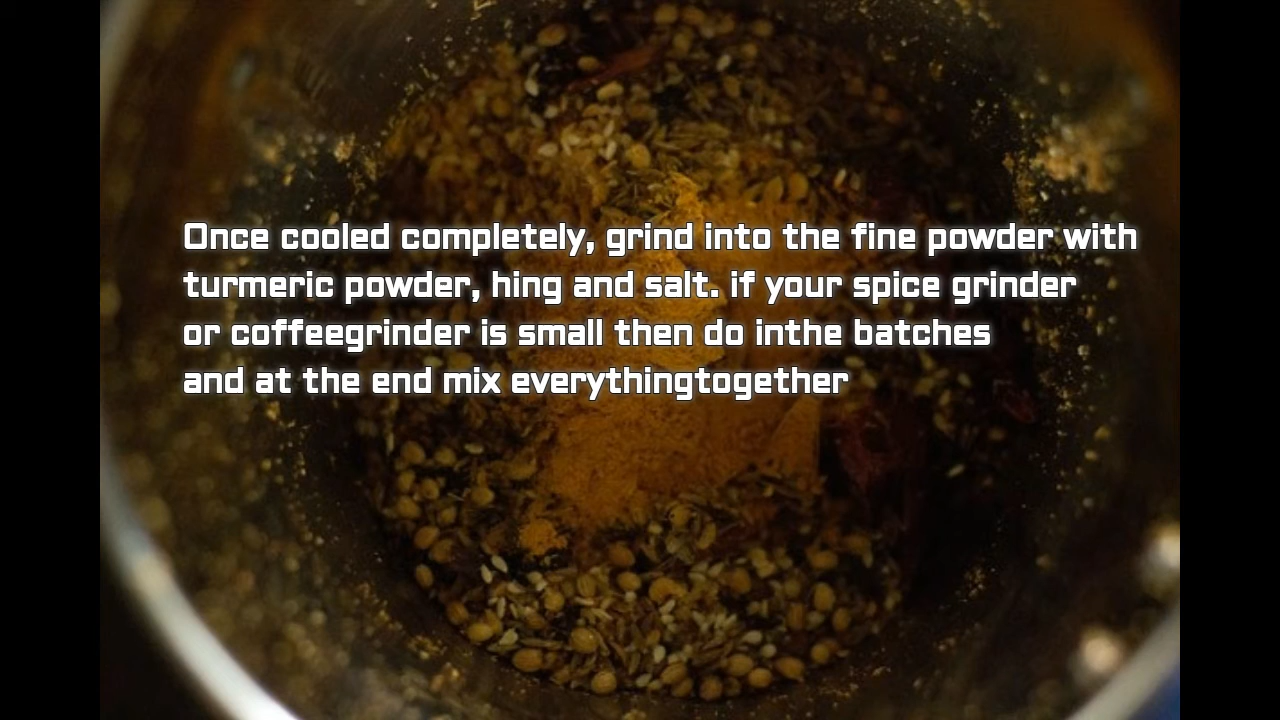 Once cooled completely, grind into the fine powder with
turmeric powder, hing and salt. if your spice grinder
or coffeegrinder is small then do inthe batches
and at the end mix everythingtogether